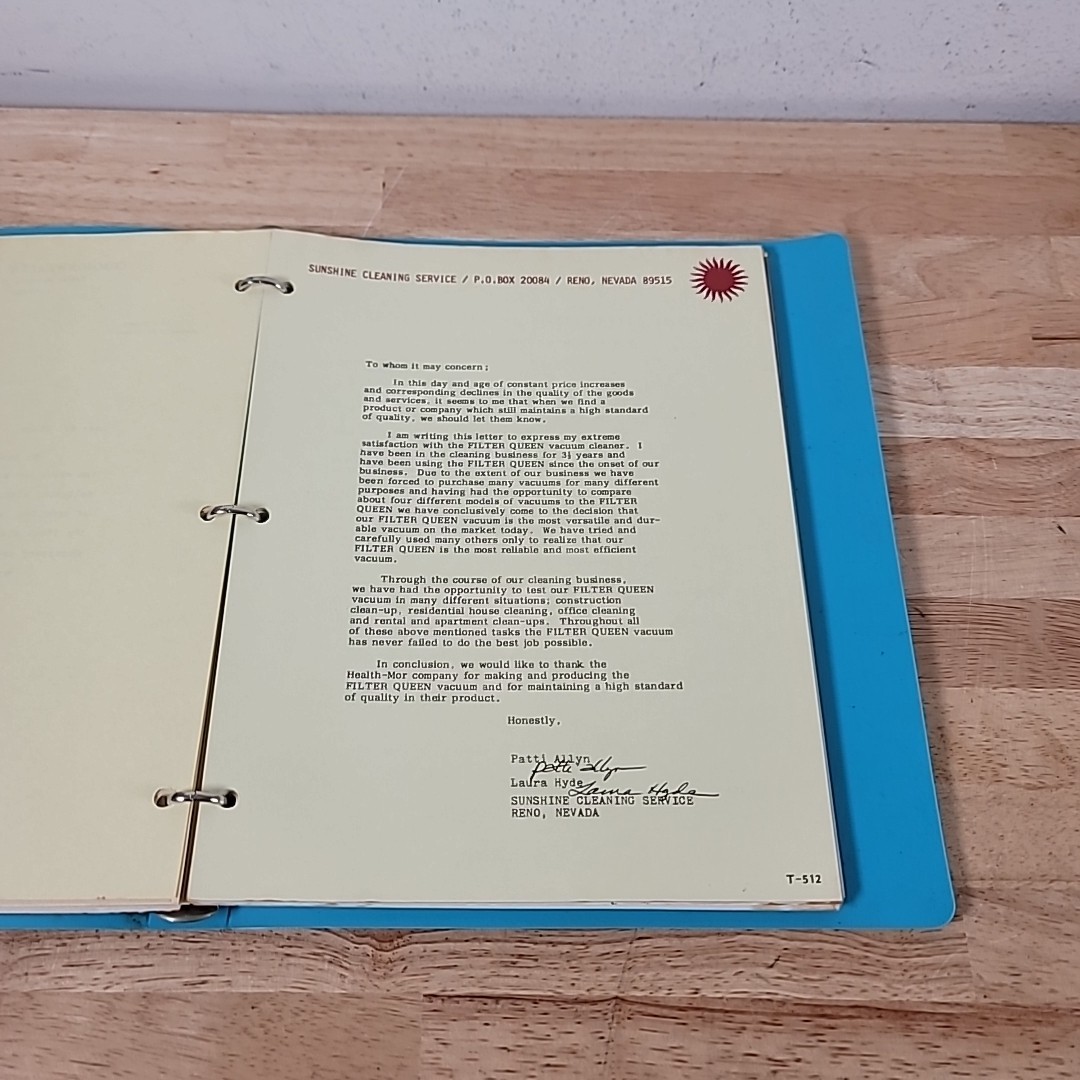 SUNSHINE CLEANING SERVICE / P.O.BOX 20084 / RENO, NEVADA 89515
To whom it may concern;
In this day and age of constant price increases
and corresponding declines in the quality of the goods
and services, it seems to me that when we find a
product or company which still maintains a high standard
of quality, we should let them know.
I am writing this letter to express my extreme
satisfaction with the FILTER QUEEN vacuum cleaner. I
have been in the cleaning business for 3½ years and
have been using the FILTER QUEEN since the onset of our
business. Due to the extent of our business we have
been forced to purchase many vacuums for many different
purposes and having had the opportunity to compare
about four different models of vacuums to the FILTER
QUEEN we have conclusively come to the decision that
our FILTER QUEEN vacuum is the most versatile and dur-
able vacuum on the market today. We have tried and
carefully used many others only to realize that our
FILTER QUEEN is the most reliable and most efficient
vacuum.
Through the course of our cleaning business,
we have had the opportunity to test our FILTER QUEEN
vacuum in many different situations; construction
clean-up, residential house cleaning, office cleaning
and rental and apartment clean-ups. Throughout all
of these above mentioned tasks the FILTER QUEEN vacuum
has never failed to do the best job possible.
In conclusion, we would like to thank the
Health-Mor company for making and producing the
FILTER QUEEN vacuum and for maintaining a high standard
of quality in their product.
Honestly,
Patti Allyn
Patti Allyn
Laura Hyde
Laura Hyde
SUNSHINE CLEANING SERVICE
RENO, NEVADA
T-512